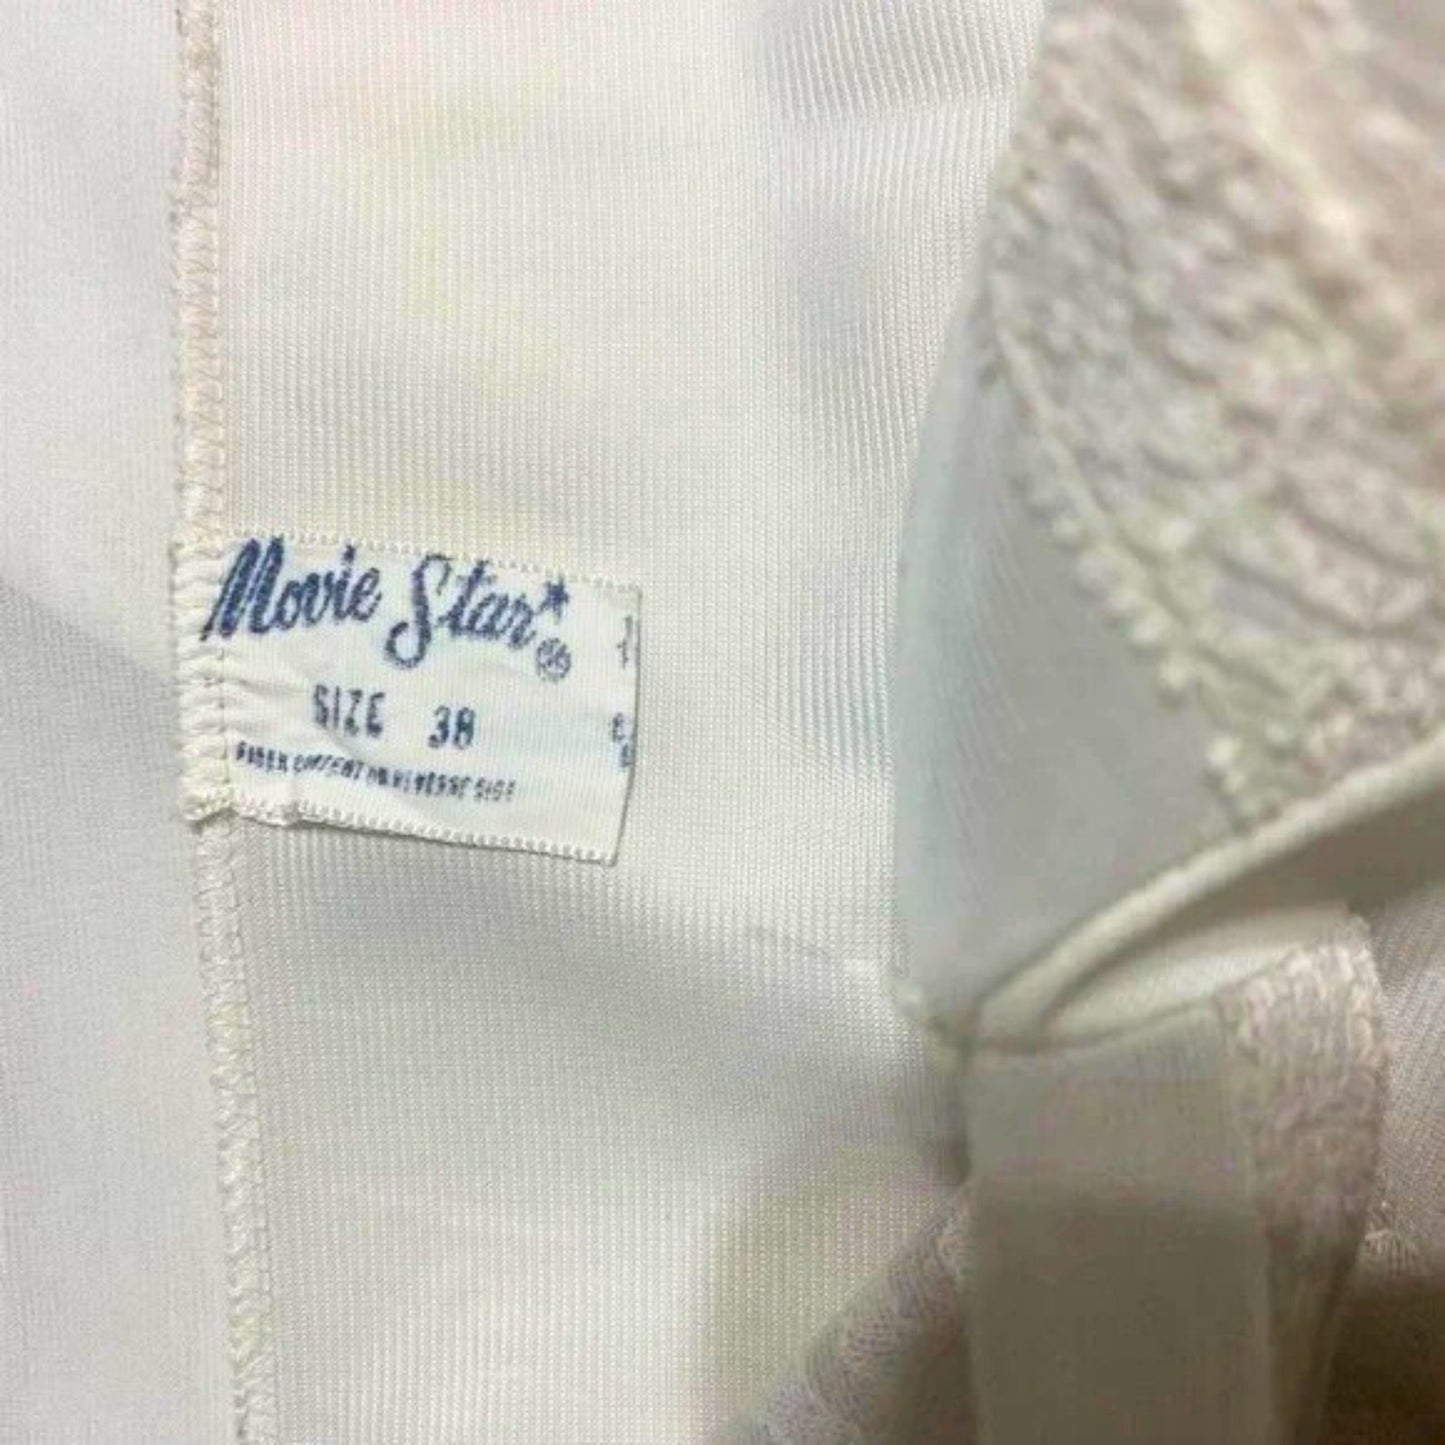 Movie Star ®
SIZE 38
FIBER CONTENT ON REVERSE SIDE